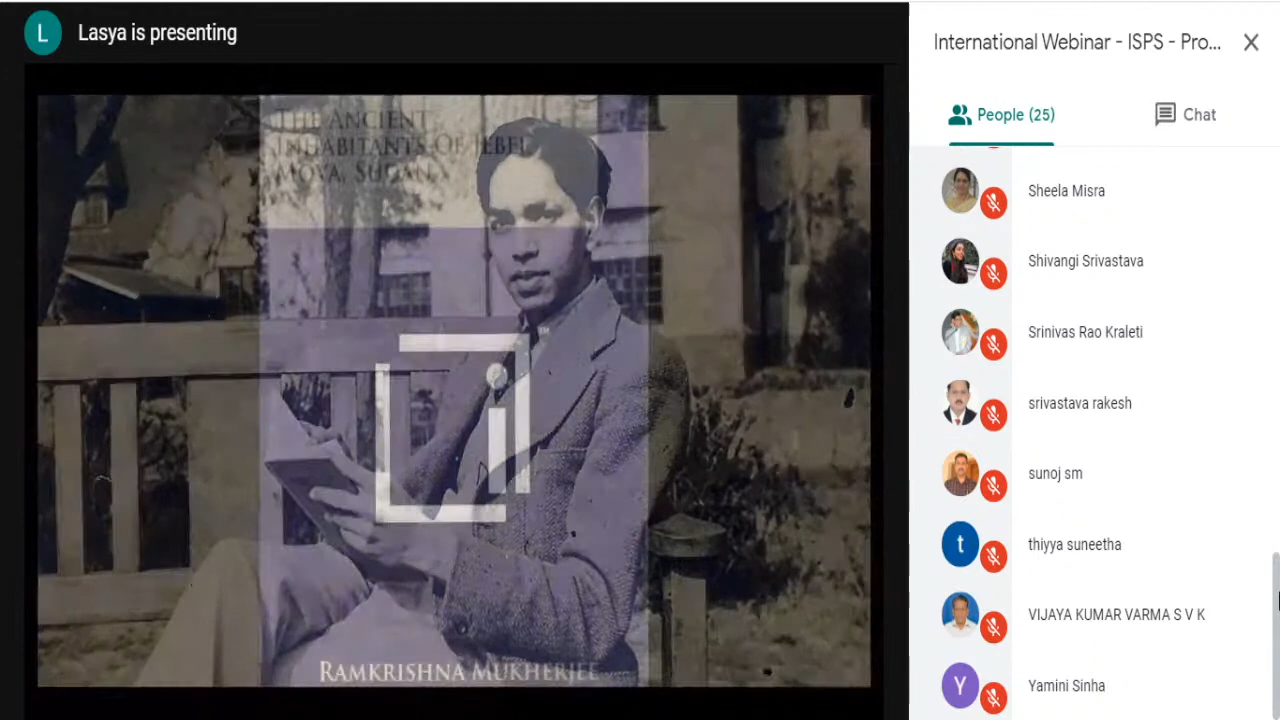 L
Lasya is presenting
THE ANCIENT
INHABITANTS OF JEBEL
MOYA, SUDAN
RAMKRISHNA MUKHERJEE
International Webinar - ISPS - Pro...
People (25)
Chat
Sheela Misra
Shivangi Srivastava
Srinivas Rao Kraleti
srivastava rakesh
sunoj sm
t
thiyya suneetha
VIJAYA KUMAR VARMA S V K
Y
Yamini Sinha